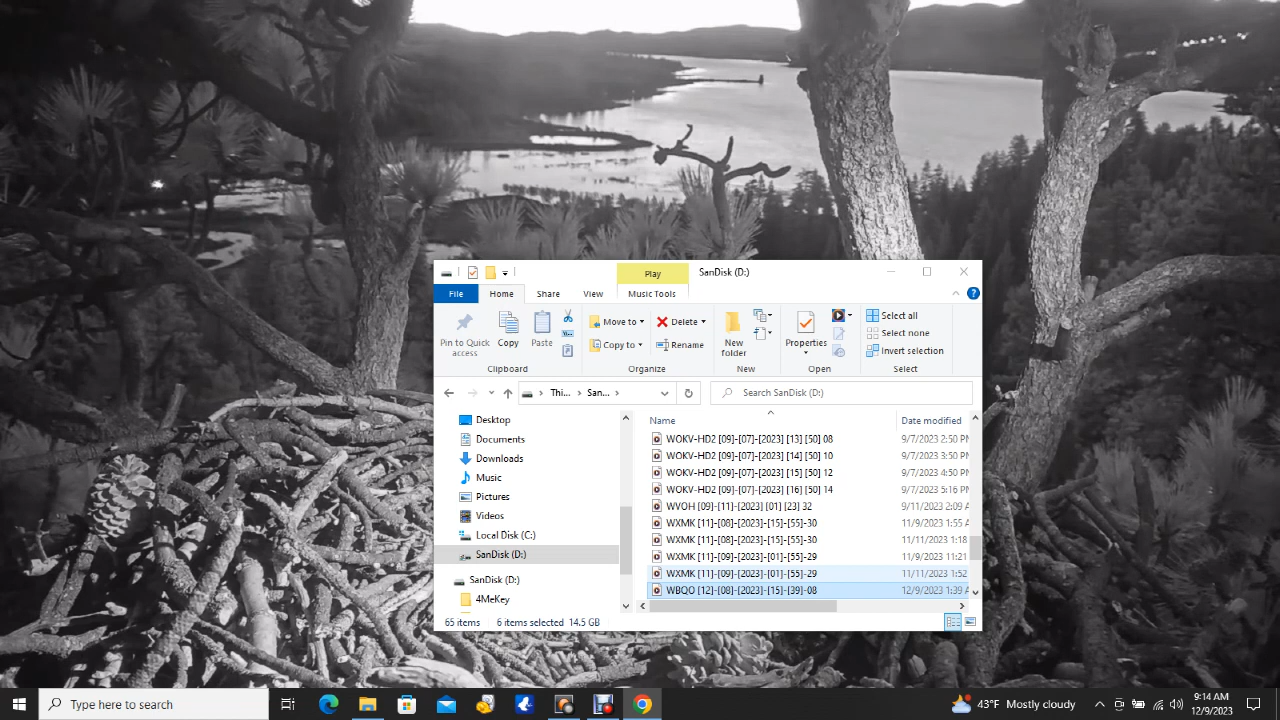 Play
SanDisk (D:)
File
Home
Share
View
Music Tools
Pin to Quick access
Copy
Paste
Move to
Copy to
Delete
Rename
New folder
Properties
Select all
Select none
Invert selection
Clipboard
Organize
New
Open
Select
Thi...
San...
Search SanDisk (D:)
Desktop
Documents
Downloads
Music
Pictures
Videos
Local Disk (C:)
SanDisk (D:)
SanDisk (D:)
4MeKey
Name
Date modified
WOKV-HD2 [09]-[07]-[2023] [13] [50] 08 9/7/2023 2:50 PM
WOKV-HD2 [09]-[07]-[2023] [14] [50] 10 9/7/2023 3:50 PM
WOKV-HD2 [09]-[07]-[2023] [15] [50] 12 9/7/2023 4:50 PM
WOKV-HD2 [09]-[07]-[2023] [16] [50] 14 9/7/2023 5:16 PM
WVOH [09]-[11]-[2023] [01] [23] 32 9/11/2023 2:09 A
WXMK [11]-[08]-[2023]-[15]-[55]-30 11/9/2023 1:55 A
WXMK [11]-[08]-[2023]-[15]-[55]-30 11/11/2023 1:18
WXMK [11]-[09]-[2023]-[01]-[55]-29 11/9/2023 11:21
WXMK [11]-[09]-[2023]-[01]-[55]-29 11/11/2023 1:52
WBQO [12]-[08]-[2023]-[15]-[39]-08 12/9/2023 1:39 A
65 items
6 items selected 14.5 GB
Type here to search
43°F Mostly cloudy
9:14 AM
12/9/2023